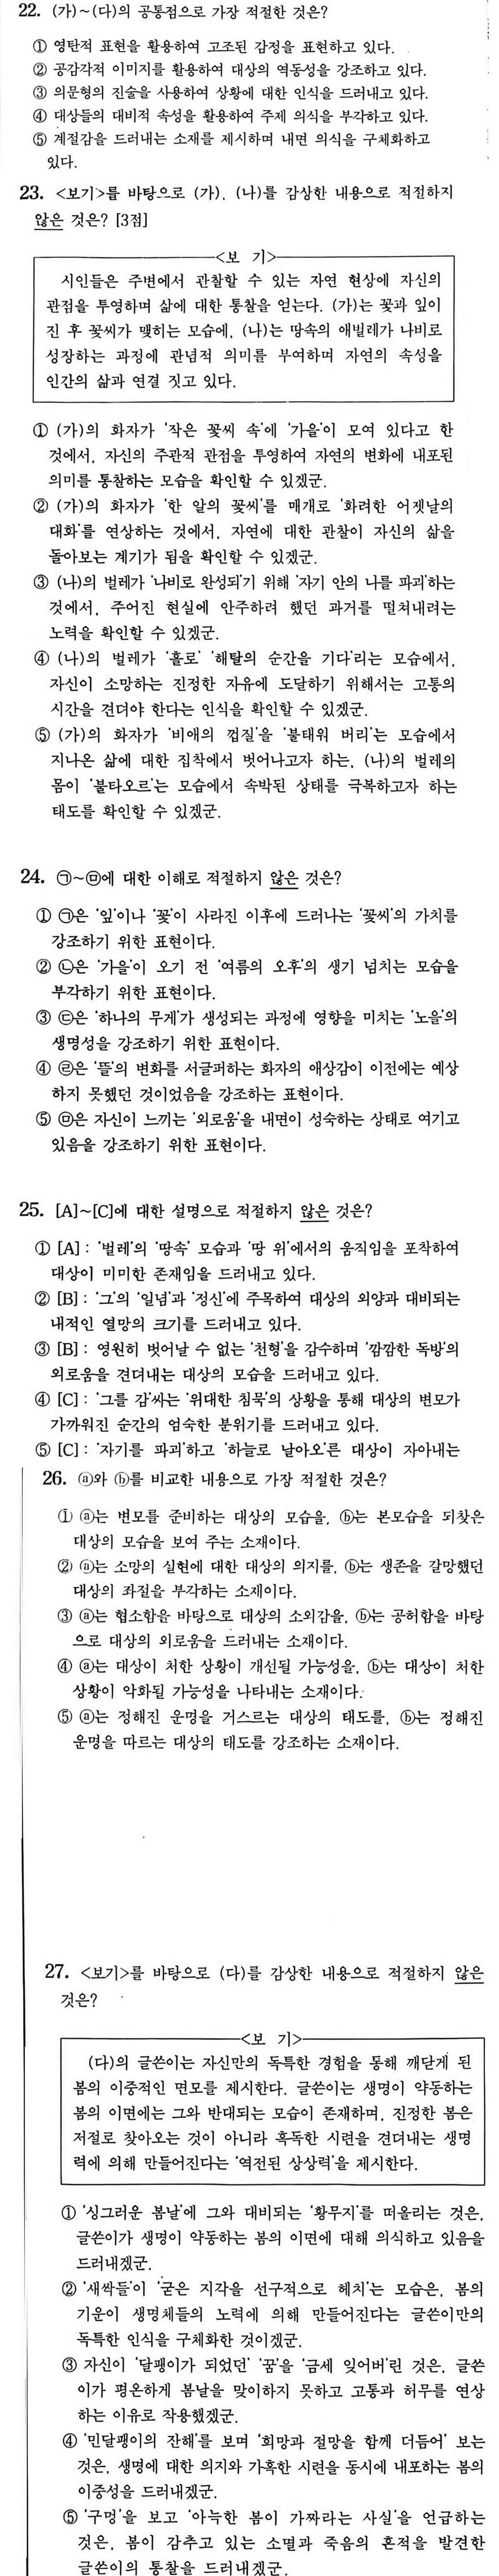 22. (가)~(다)의 공통점으로 가장 적절한 것은?
① 영탄적 표현을 활용하여 고조된 감정을 표현하고 있다.
② 공감각적 이미지를 활용하여 대상의 역동성을 강조하고 있다.
③ 의문형의 진술을 사용하여 상황에 대한 인식을 드러내고 있다.
④ 대상들의 대비적 속성을 활용하여 주제 의식을 부각하고 있다.
⑤ 계절감을 드러내는 소재를 제시하며 내면 의식을 구체화하고
있다.
23. <보기>를 바탕으로 (가), (나)를 감상한 내용으로 적절하지
않은 것은? [3점]
<보 기>
시인들은 주변에서 관찰할 수 있는 자연 현상에 자신의
관점을 투영하며 삶에 대한 통찰을 얻는다. (가)는 꽃과 잎이
진 후 꽃씨가 맺히는 모습에, (나)는 땅속의 애벌레가 나비로
성장하는 과정에 관념적 의미를 부여하며 자연의 속성을
인간의 삶과 연결 짓고 있다.
① (가)의 화자가 '작은 꽃씨 속'에 '가을'이 모여 있다고 한
것에서, 자신의 주관적 관점을 투영하여 자연의 변화에 내포된
의미를 통찰하는 모습을 확인할 수 있겠군.
② (가)의 화자가 '한 알의 꽃씨'를 매개로 '화려한 어젯날의
대화'를 연상하는 것에서, 자연에 대한 관찰이 자신의 삶을
돌아보는 계기가 됨을 확인할 수 있겠군.
③ (나)의 벌레가 '나비로 완성되'기 위해 '자기 안의 나를 파괴'하는
것에서, 주어진 현실에 안주하려 했던 과거를 떨쳐내려는
노력을 확인할 수 있겠군.
④ (나)의 벌레가 '홀로' '해탈의 순간을 기다'리는 모습에서,
자신이 소망하는 진정한 자유에 도달하기 위해서는 고통의
시간을 견뎌야 한다는 인식을 확인할 수 있겠군.
⑤ (가)의 화자가 '비애의 껍질'을 '불태워 버리'는 모습에서
지나온 삶에 대한 집착에서 벗어나고자 하는, (나)의 벌레의
몸이 '불타오르'는 모습에서 속박된 상태를 극복하고자 하는
태도를 확인할 수 있겠군.
24. ㉠~㉤에 대한 이해로 적절하지 않은 것은?
① ㉠은 '잎'이나 '꽃'이 사라진 이후에 드러나는 '꽃씨'의 가치를
강조하기 위한 표현이다.
② ㉡은 '가을'이 오기 전 '여름의 오후'의 생기 넘치는 모습을
부각하기 위한 표현이다.
③ ㉢은 '하나의 무게'가 생성되는 과정에 영향을 미치는 '노을'의
생명성을 강조하기 위한 표현이다.
④ ㉣은 '뜰'의 변화를 서글퍼하는 화자의 애상감이 이전에는 예상
하지 못했던 것이었음을 강조하는 표현이다.
⑤ ㉤은 자신이 느끼는 '외로움'을 내면이 성숙하는 상태로 여기고
있음을 강조하기 위한 표현이다.
25. [A]~[C]에 대한 설명으로 적절하지 않은 것은?
① [A] : '벌레'의 '땅속' 모습과 '땅 위'에서의 움직임을 포착하여
대상이 미미한 존재임을 드러내고 있다.
② [B] : '그'의 '일념'과 '정신'에 주목하여 대상의 외양과 대비되는
내적인 열망의 크기를 드러내고 있다.
③ [B] : 영원히 벗어날 수 없는 '천형'을 감수하며 '깜깜한 독방'의
외로움을 견뎌내는 대상의 모습을 드러내고 있다.
④ [C] : '그를 감'싸는 '위대한 침묵'의 상황을 통해 대상의 변모가
가까워진 순간의 엄숙한 분위기를 드러내고 있다.
⑤ [C] : '자기를 파괴'하고 '하늘로 날아오'른 대상이 자아내는
26. ⓐ와 ⓑ를 비교한 내용으로 가장 적절한 것은?
① ⓐ는 변모를 준비하는 대상의 모습을, ⓑ는 본모습을 되찾은
대상의 모습을 보여 주는 소재이다.
② ⓐ는 소망의 실현에 대한 대상의 의지를, ⓑ는 생존을 갈망했던
대상의 좌절을 부각하는 소재이다.
③ ⓐ는 협소함을 바탕으로 대상의 소외감을, ⓑ는 공허함을 바탕
으로 대상의 외로움을 드러내는 소재이다.
④ ⓐ는 대상이 처한 상황이 개선될 가능성을, ⓑ는 대상이 처한
상황이 악화될 가능성을 나타내는 소재이다.
⑤ ⓐ는 정해진 운명을 거스르는 대상의 태도를, ⓑ는 정해진
운명을 따르는 대상의 태도를 강조하는 소재이다.
27. <보기>를 바탕으로 (다)를 감상한 내용으로 적절하지 않은
것은?
<보 기>
(다)의 글쓴이는 자신만의 독특한 경험을 통해 깨닫게 된
봄의 이중적인 면모를 제시한다. 글쓴이는 생명이 약동하는
봄의 이면에는 그와 반대되는 모습이 존재하며, 진정한 봄은
저절로 찾아오는 것이 아니라 혹독한 시련을 견뎌내는 생명
력에 의해 만들어진다는 '역전된 상상력'을 제시한다.
① '싱그러운 봄날'에 그와 대비되는 '황무지'를 떠올리는 것은,
글쓴이가 생명이 약동하는 봄의 이면에 대해 의식하고 있음을
드러내겠군.
② '새싹들'이 '굳은 지각을 선구적으로 헤치'는 모습은, 봄의
기운이 생명체들의 노력에 의해 만들어진다는 글쓴이만의
독특한 인식을 구체화한 것이겠군.
③ 자신이 '달팽이가 되었던' '꿈'을 '금세 잊어버'린 것은, 글쓴
이가 평온하게 봄날을 맞이하지 못하고 고통과 허무를 연상
하는 이유로 작용했겠군.
④ '민달팽이의 잔해'를 보며 '희망과 절망을 함께 더듬어' 보는
것은, 생명에 대한 의지와 가혹한 시련을 동시에 내포하는 봄의
이중성을 드러내겠군.
⑤ '구멍'을 보고 '아늑한 봄이 가짜라는 사실'을 언급하는
것은, 봄이 감추고 있는 소멸과 죽음의 흔적을 발견한
글쓴이의 통찰을 드러내겠군.